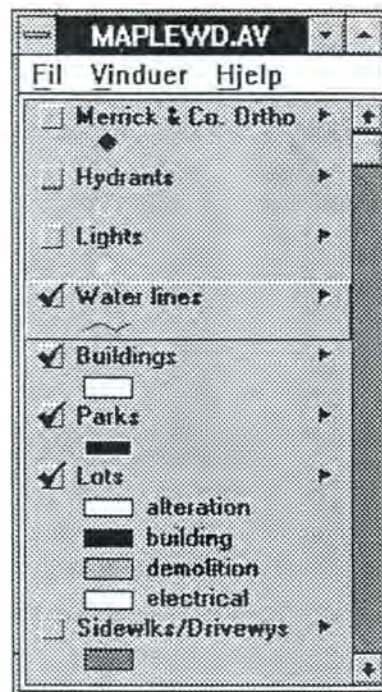 MAPLEWD.AV
Fil Vinduer Hjelp
Merrick & Co. Ortho
Hydrants
Lights
Water lines
Buildings
Parks
Lots
alteration
building
demolition
electrical
Sidewlks/Drivewys